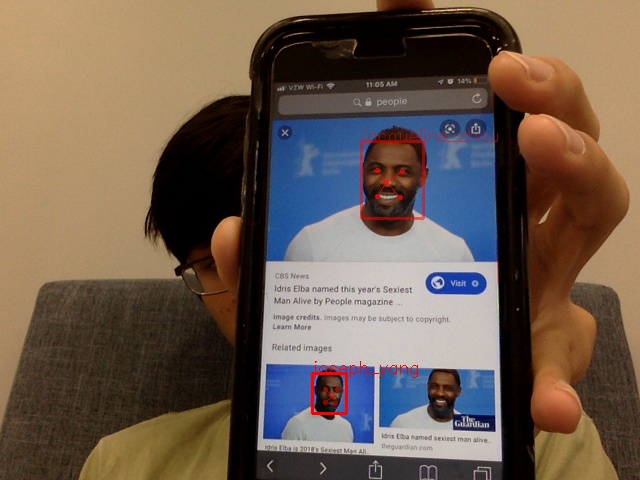 VZW Wi-Fi
11:05 AM
14%
people
CBS News
Idris Elba named this year's Sexiest
Man Alive by People magazine ...
Visit
Image credits. Images may be subject to copyright.
Learn More
Related images
joseph_yang
The
Guardian
Idris Elba is 2018's Sexiest Man Ali..
Idris Elba named sexiest man alive..
theguardian.com